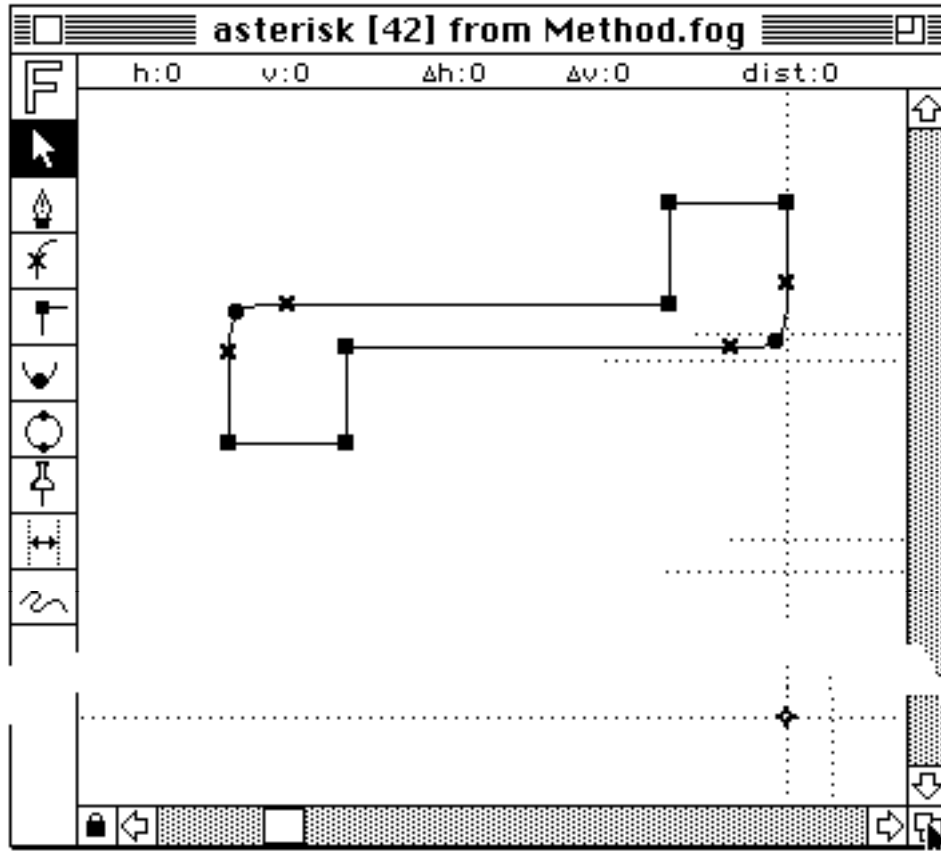 asterisk [42] from Method.fog
F h:0 v:0 Δh:0 Δv:0 dist:0